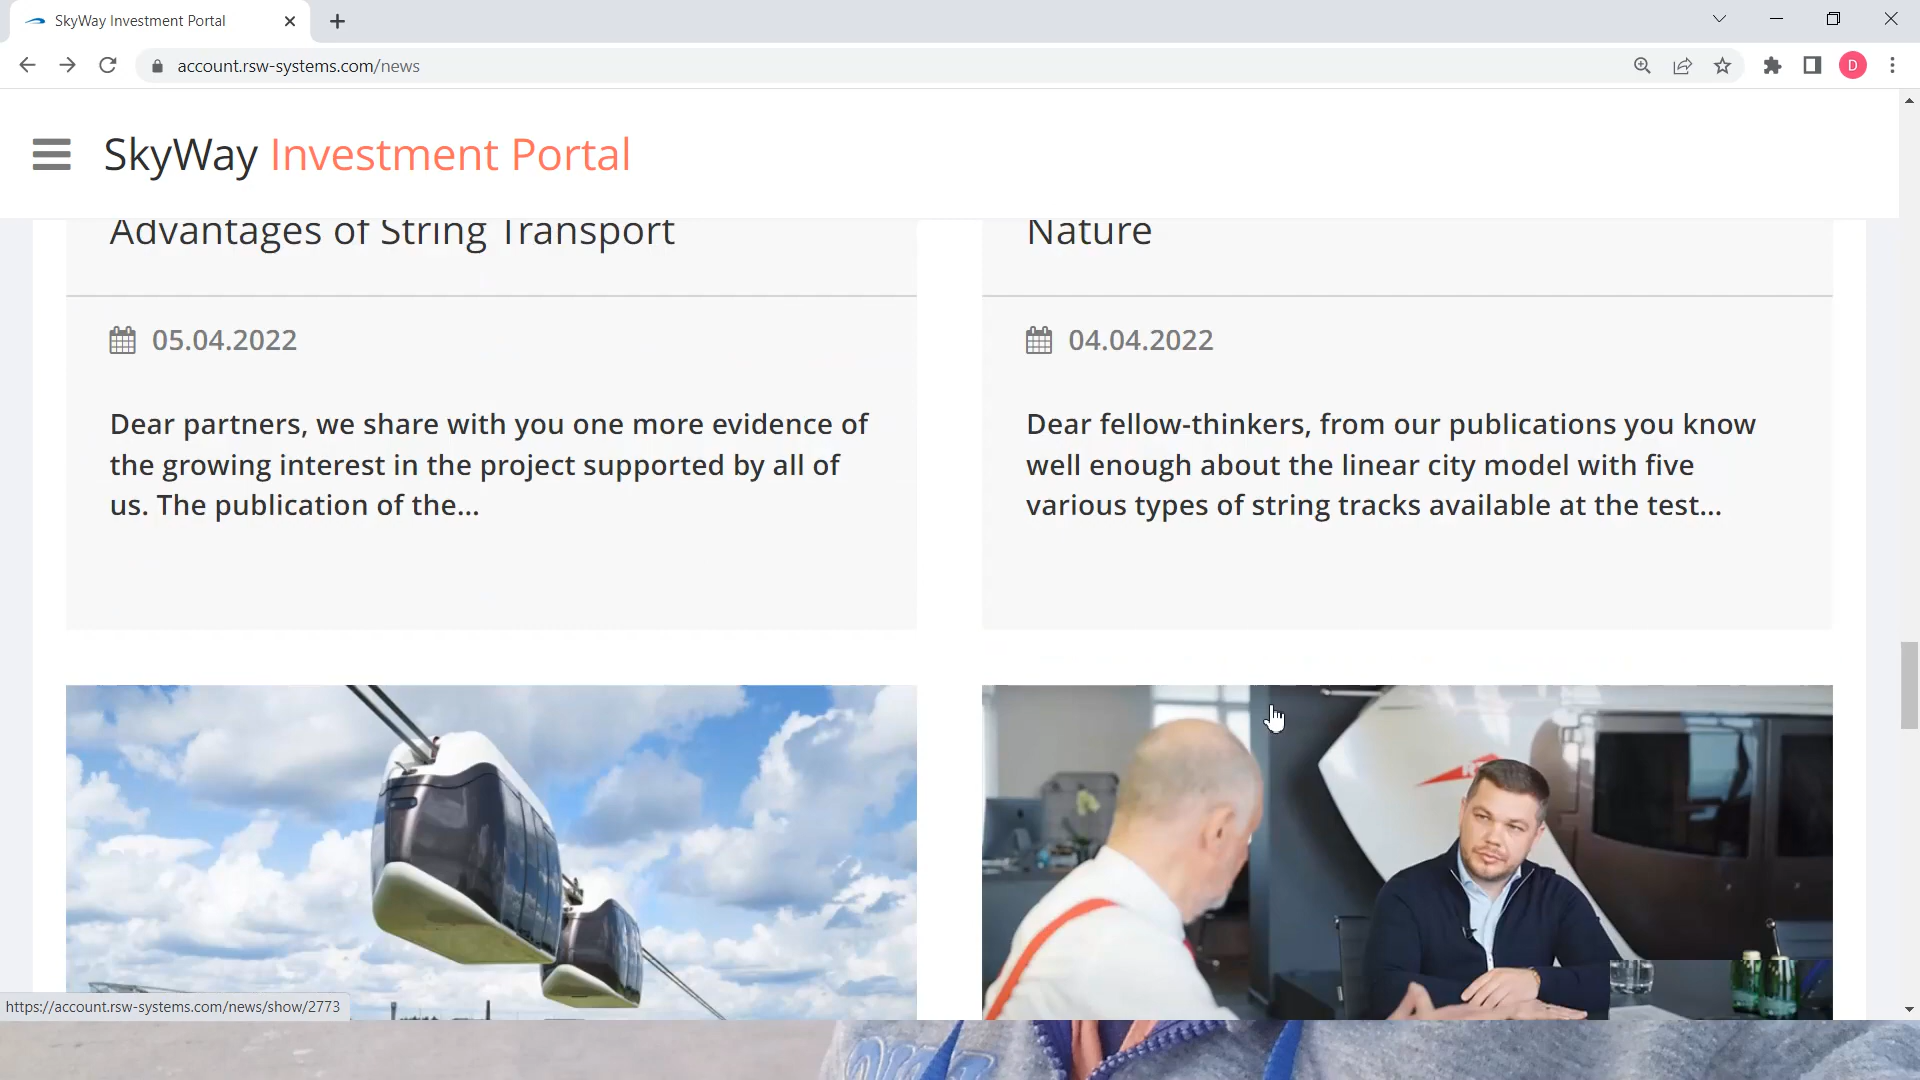 SkyWay Investment Portal
account.rsw-systems.com/news
D
SkyWay Investment Portal
Advantages of String Transport
Nature
05.04.2022
04.04.2022
Dear partners, we share with you one more evidence of
the growing interest in the project supported by all of
us. The publication of the...
Dear fellow-thinkers, from our publications you know
well enough about the linear city model with five
various types of string tracks available at the test...
https://account.rsw-systems.com/news/show/2773